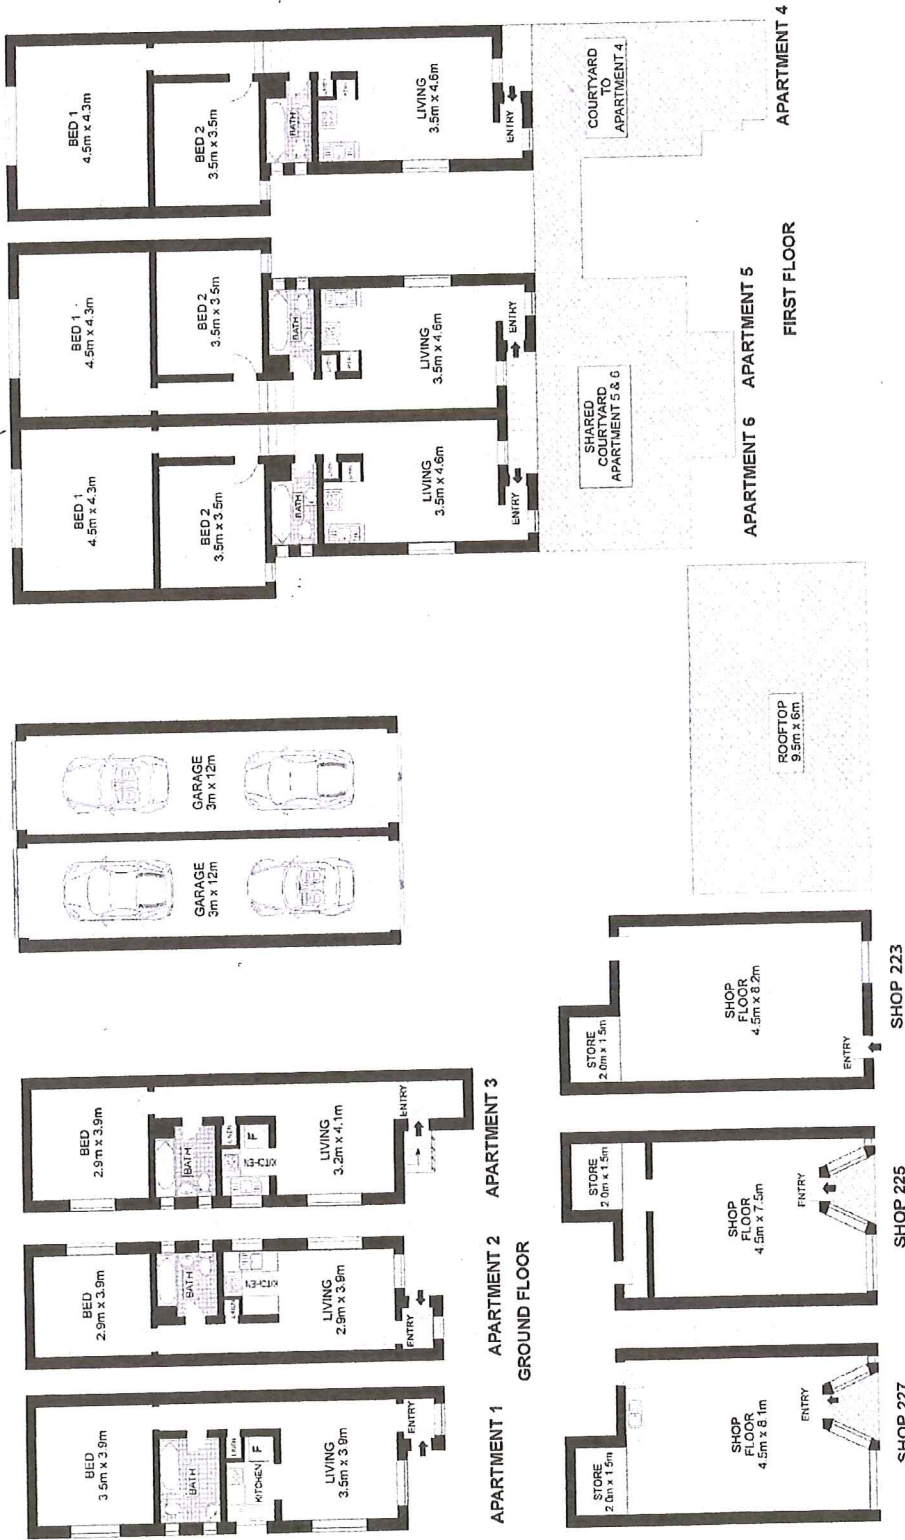 BED 1
4.5m x 4.3m
BED 2
3.5m x 3.5m
BATH
LIVING
3.5m x 4.6m
ENTRY
COURTYARD
TO
APARTMENT 4
APARTMENT 4
BED 1
4.5m x 4.3m
BED 2
3.5m x 3.5m
BATH
LIVING
3.5m x 4.6m
ENTRY
APARTMENT 5
BED 1
4.5m x 4.3m
BED 2
3.5m x 3.5m
BATH
LIVING
3.5m x 4.6m
ENTRY
SHARED
COURTYARD
APARTMENT 5 & 6
APARTMENT 6
FIRST FLOOR
GARAGE
3m x 12m
GARAGE
3m x 12m
ROOFTOP
9.5m x 6m
BED
3.5m x 3.9m
BATH
LINEN
KITCHEN
F
LIVING
3.5m x 3.9m
ENTRY
APARTMENT 1
BED
2.9m x 3.9m
BATH
LINEN
KITCHEN
LIVING
2.9m x 3.9m
ENTRY
APARTMENT 2
BED
2.9m x 3.9m
BATH
LINEN
KITCHEN
F
LIVING
3.2m x 4.1m
ENTRY
APARTMENT 3
GROUND FLOOR
STORE
2.0m x 1.5m
SHOP
FLOOR
4.5m x 8.1m
ENTRY
SHOP 227
STORE
2.0m x 1.5m
SHOP
FLOOR
4.5m x 7.5m
ENTRY
SHOP 225
STORE
2.0m x 1.5m
SHOP
FLOOR
4.5m x 8.2m
ENTRY
SHOP 223